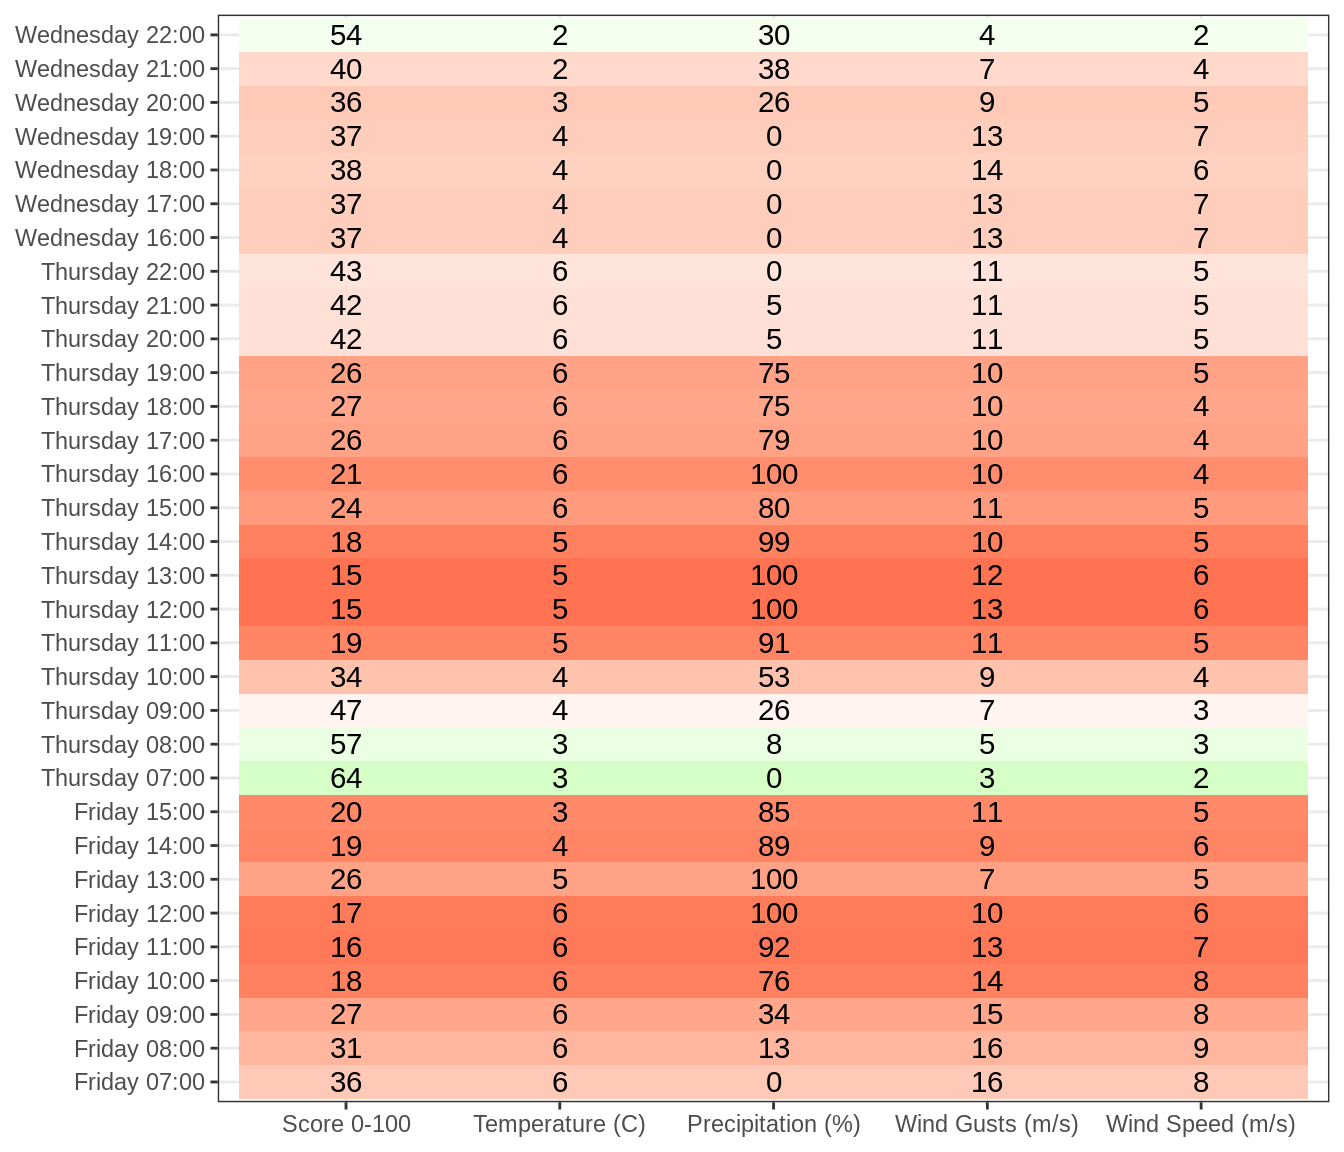 Wednesday 22:00 54 2 30 4 2
Wednesday 21:00 40 2 38 7 4
Wednesday 20:00 36 3 26 9 5
Wednesday 19:00 37 4 0 13 7
Wednesday 18:00 38 4 0 14 6
Wednesday 17:00 37 4 0 13 7
Wednesday 16:00 37 4 0 13 7
Thursday 22:00 43 6 0 11 5
Thursday 21:00 42 6 5 11 5
Thursday 20:00 42 6 5 11 5
Thursday 19:00 26 6 75 10 5
Thursday 18:00 27 6 75 10 4
Thursday 17:00 26 6 79 10 4
Thursday 16:00 21 6 100 10 4
Thursday 15:00 24 6 80 11 5
Thursday 14:00 18 5 99 10 5
Thursday 13:00 15 5 100 12 6
Thursday 12:00 15 5 100 13 6
Thursday 11:00 19 5 91 11 5
Thursday 10:00 34 4 53 9 4
Thursday 09:00 47 4 26 7 3
Thursday 08:00 57 3 8 5 3
Thursday 07:00 64 3 0 3 2
Friday 15:00 20 3 85 11 5
Friday 14:00 19 4 89 9 6
Friday 13:00 26 5 100 7 5
Friday 12:00 17 6 100 10 6
Friday 11:00 16 6 92 13 7
Friday 10:00 18 6 76 14 8
Friday 09:00 27 6 34 15 8
Friday 08:00 31 6 13 16 9
Friday 07:00 36 6 0 16 8
Score 0-100 Temperature (C) Precipitation (%) Wind Gusts (m/s) Wind Speed (m/s)